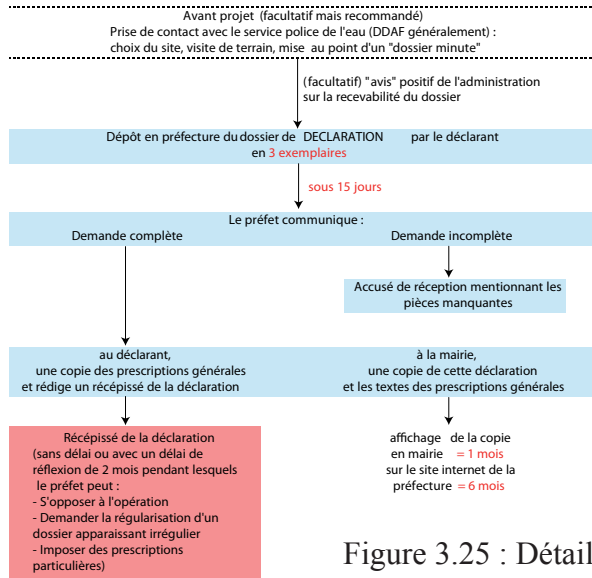 Avant projet (facultatif mais recommandé)
Prise de contact avec le service police de l'eau (DDAF généralement) :
choix du site, visite de terrain, mise au point d'un "dossier minute"
(facultatif) "avis" positif de l'administration
sur la recevabilité du dossier
Dépôt en préfecture du dossier de DECLARATION par le déclarant
en 3 exemplaires
sous 15 jours
Le préfet communique :
Demande complète
Demande incomplète
Accusé de réception mentionnant les
pièces manquantes
au déclarant,
une copie des prescriptions générales
et rédige un récépissé de la déclaration
à la mairie,
une copie de cette déclaration
et les textes des prescriptions générales
Récépissé de la déclaration
(sans délai ou avec un délai de
réflexion de 2 mois pendant lesquels
le préfet peut :
- S'opposer à l'opération
- Demander la régularisation d'un
dossier apparaissant irrégulier
- Imposer des prescriptions
particulières)
affichage de la copie
en mairie = 1 mois
sur le site internet de la
préfecture = 6 mois
Figure 3.25 : Détail